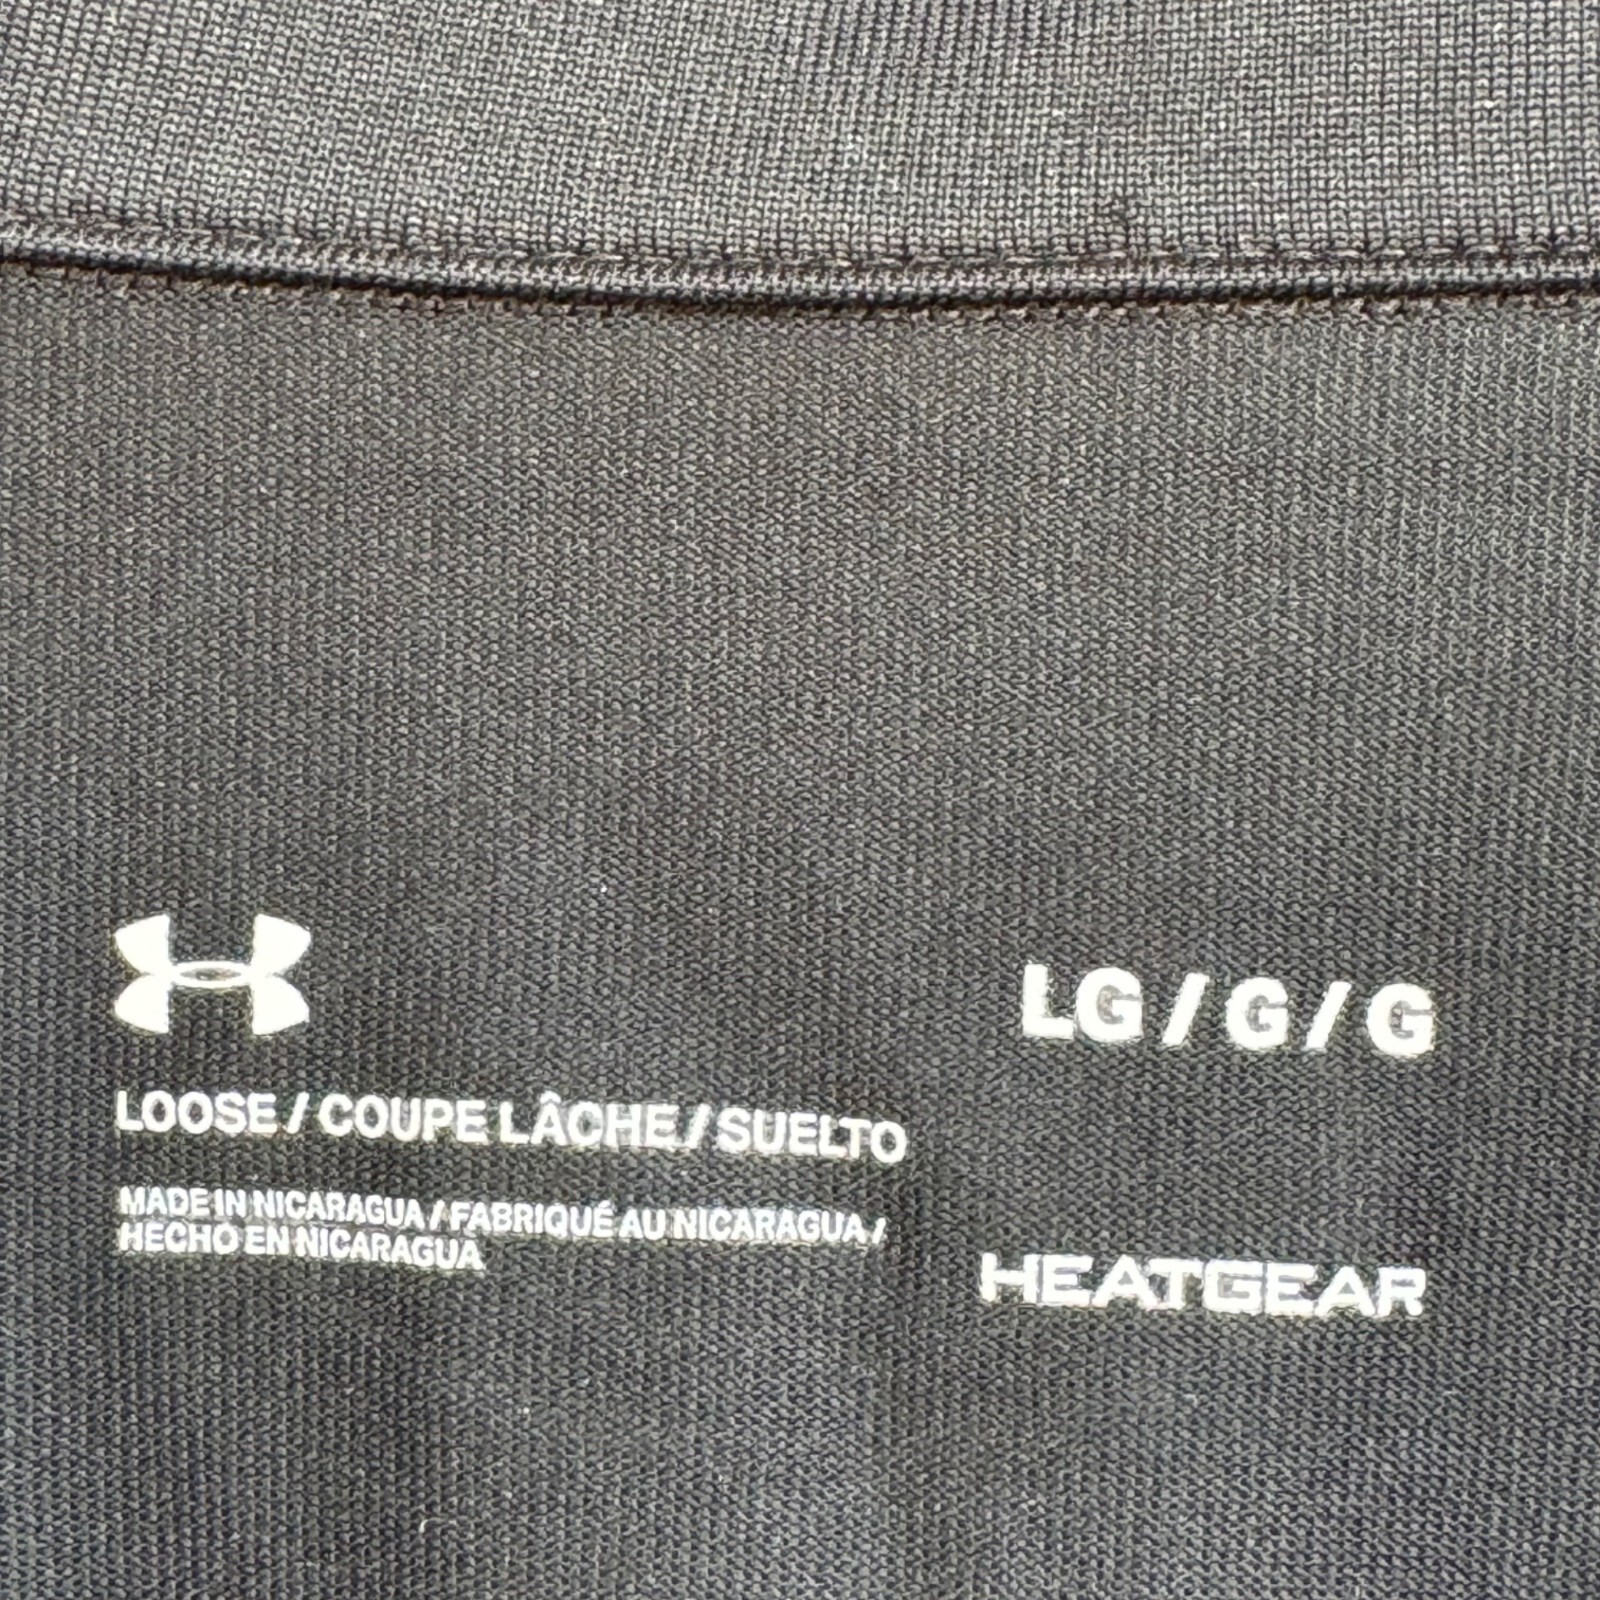 LG / G / G
LOOSE / COUPE LÂCHE / SUELTO
MADE IN NICARAGUA / FABRIQUÉ AU NICARAGUA /
HECHO EN NICARAGUA
HEATGEAR